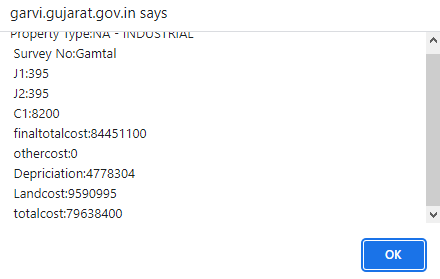 garvi.gujarat.gov.in says
Property Type:NA - INDUSTRIAL
Survey No:Gamtal
J1:395
J2:395
C1:8200
finaltotalcost:84451100
othercost:0
Depriciation:4778304
Landcost:9590995
totalcost:79638400
OK